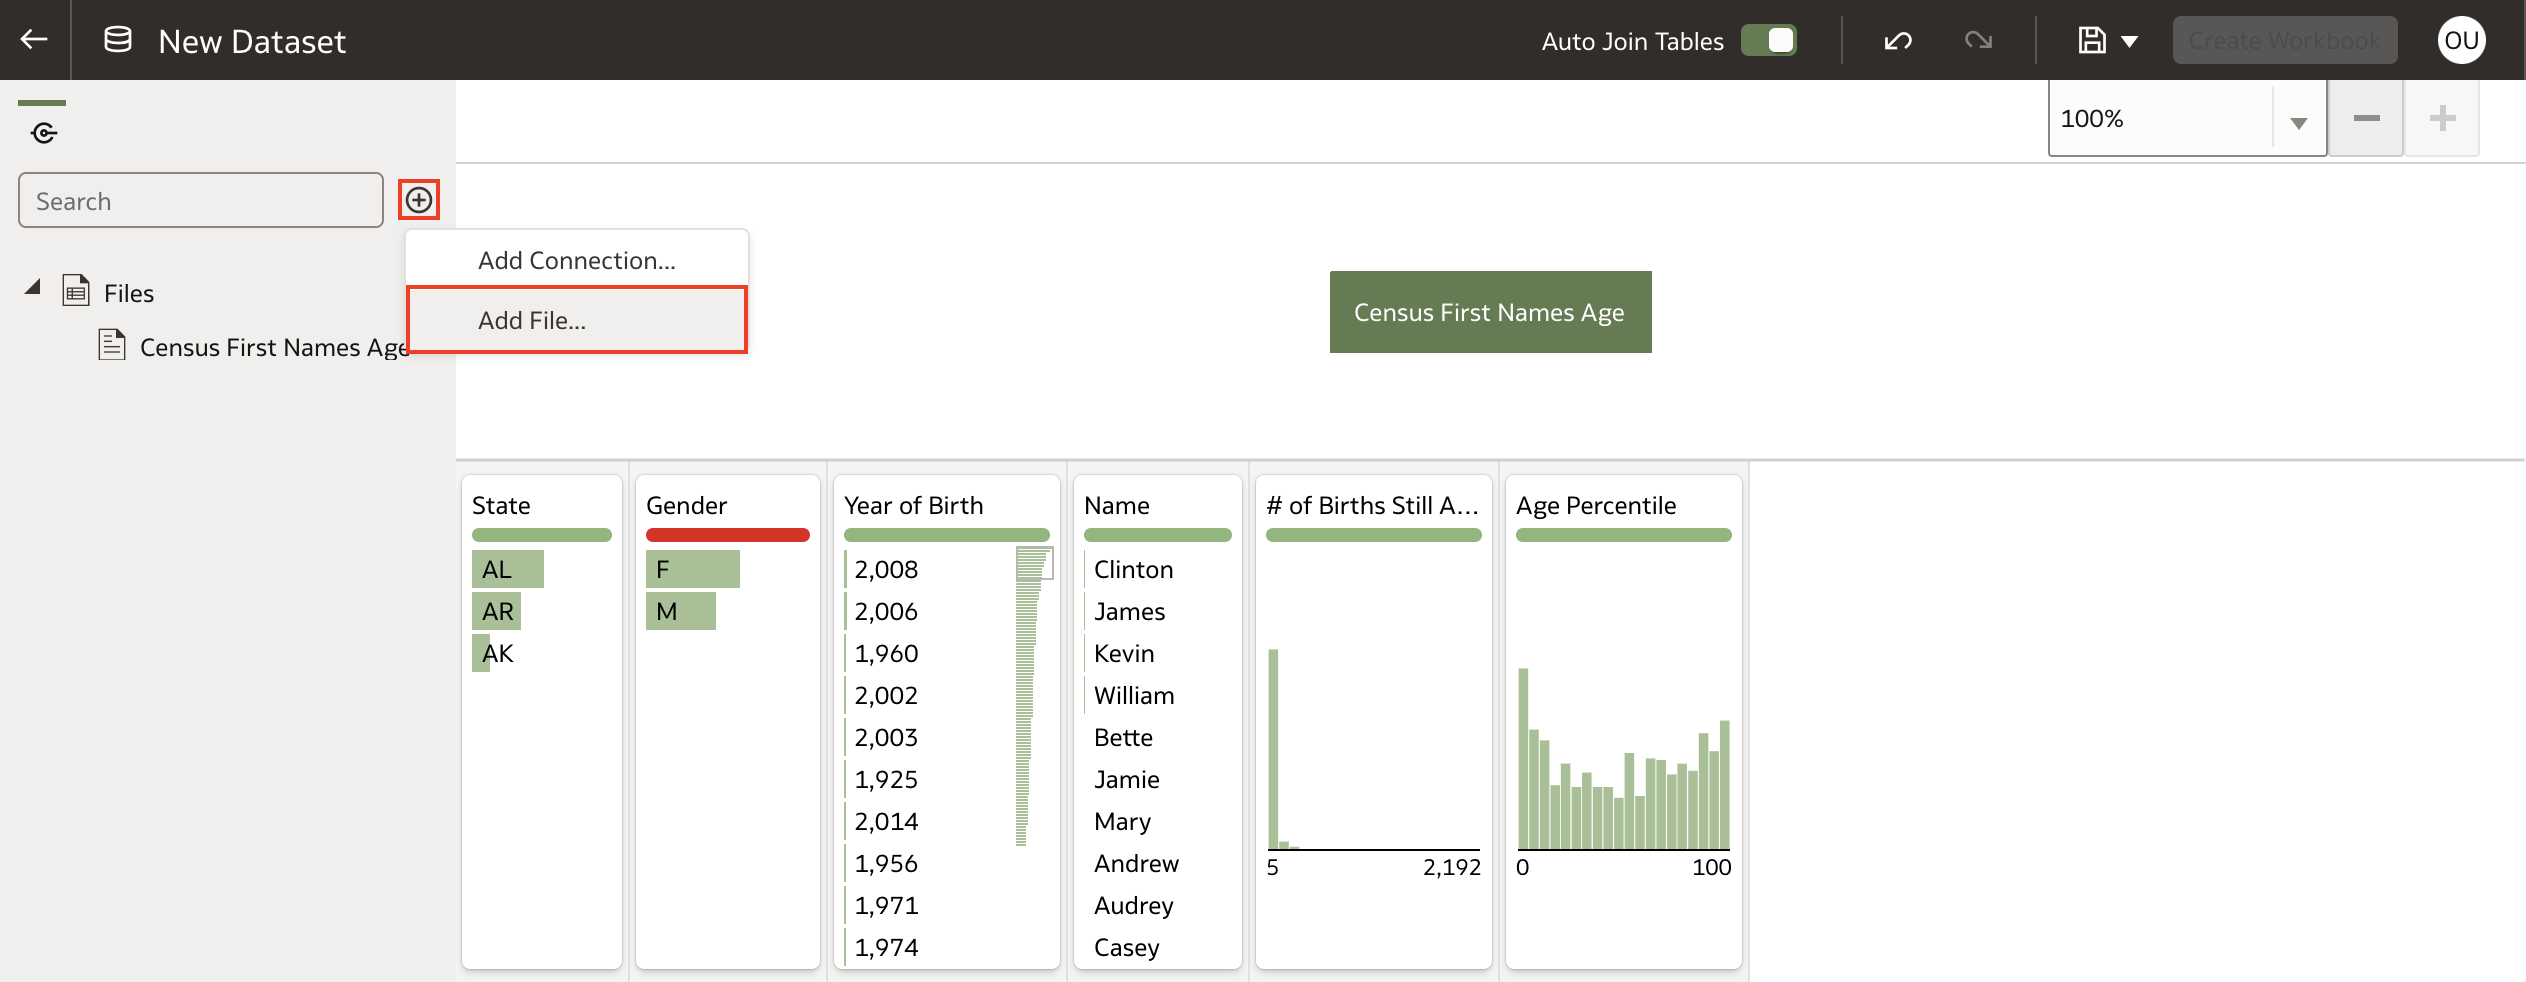 New Dataset
Auto Join Tables
Create Workbook
OU
100%
Search
Add Connection...
Add File...
Files
Census First Names Age
Census First Names Age
State
AL
AR
AK
Gender
F
M
Year of Birth
2,008
2,006
1,960
2,002
2,003
1,925
2,014
1,956
1,971
1,974
Name
Clinton
James
Kevin
William
Bette
Jamie
Mary
Andrew
Audrey
Casey
# of Births Still A...
5 2,192
Age Percentile
0 100